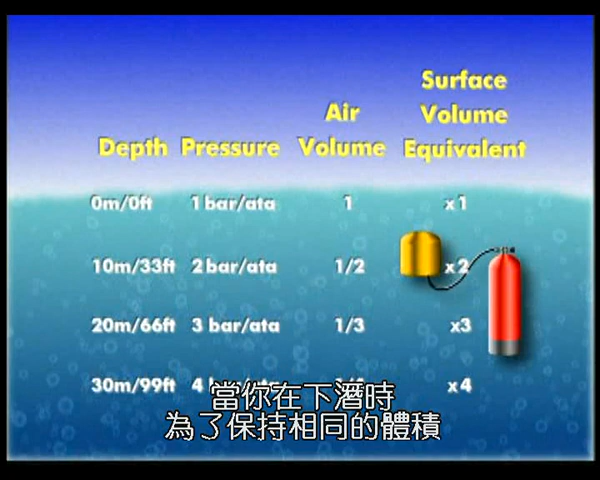 Surface
Air Volume
Depth Pressure Volume Equivalent
0m/0ft 1 bar/ata 1 x1
10m/33ft 2 bar/ata 1/2 x2
20m/66ft 3 bar/ata 1/3 x3
30m/99ft 4 x4
當你在下潛時
為了保持相同的體積